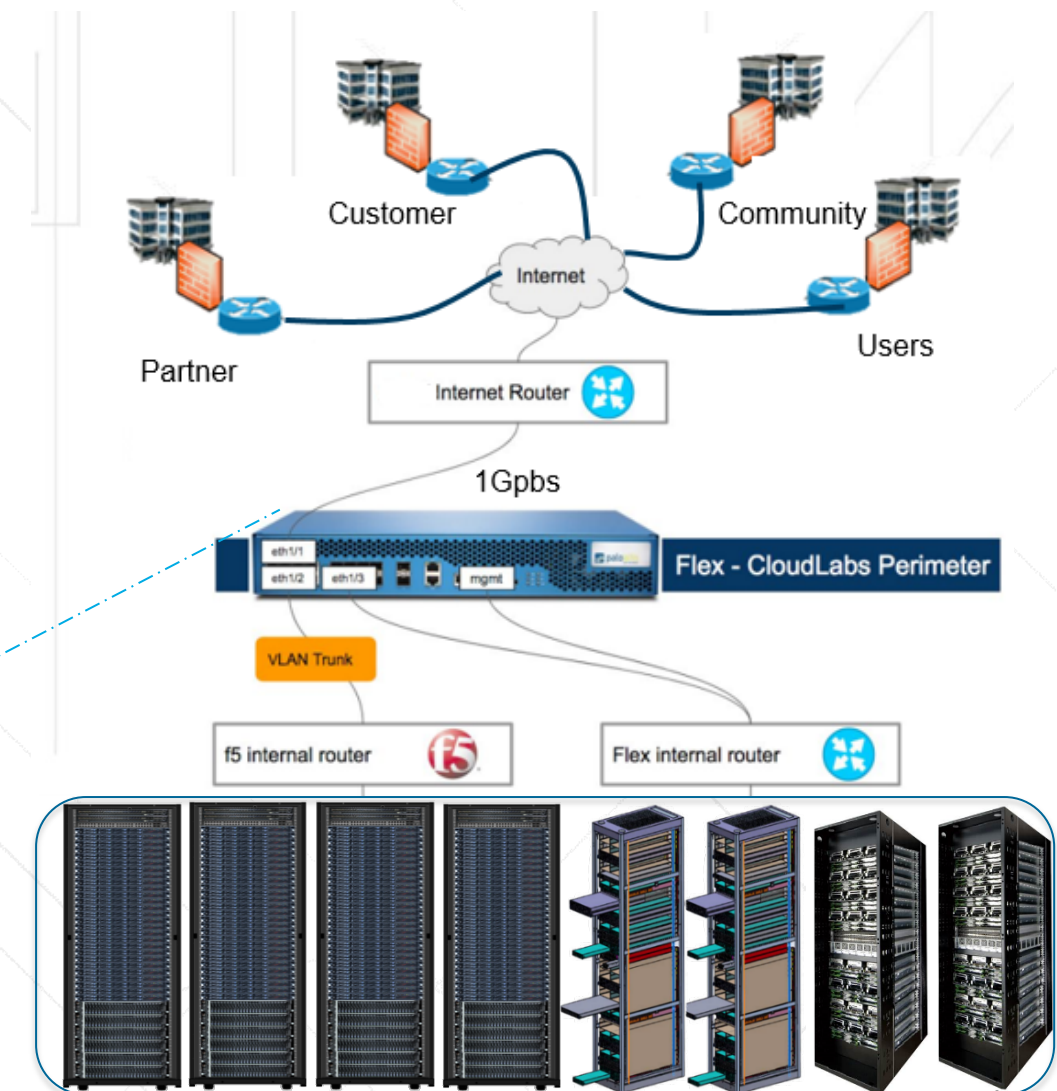 Customer
Community
Internet
Users
Partner
Internet Router
1Gpbs
eth1/1
palo
eth1/2
eth1/3
mgmt
Flex - CloudLabs Perimeter
VLAN Trunk
f5 internal router
f5
Flex internal router